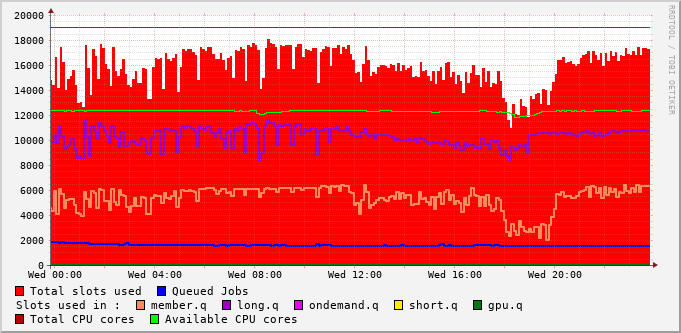 20000
18000
16000
14000
12000
10000
8000
6000
4000
2000
0
Wed 00:00 Wed 04:00 Wed 08:00 Wed 12:00 Wed 16:00 Wed 20:00
RRDTOOL / TOBI OETIKER
Total slots used Queued Jobs
Slots used in : member.q long.q ondemand.q short.q gpu.q
Total CPU cores Available CPU cores